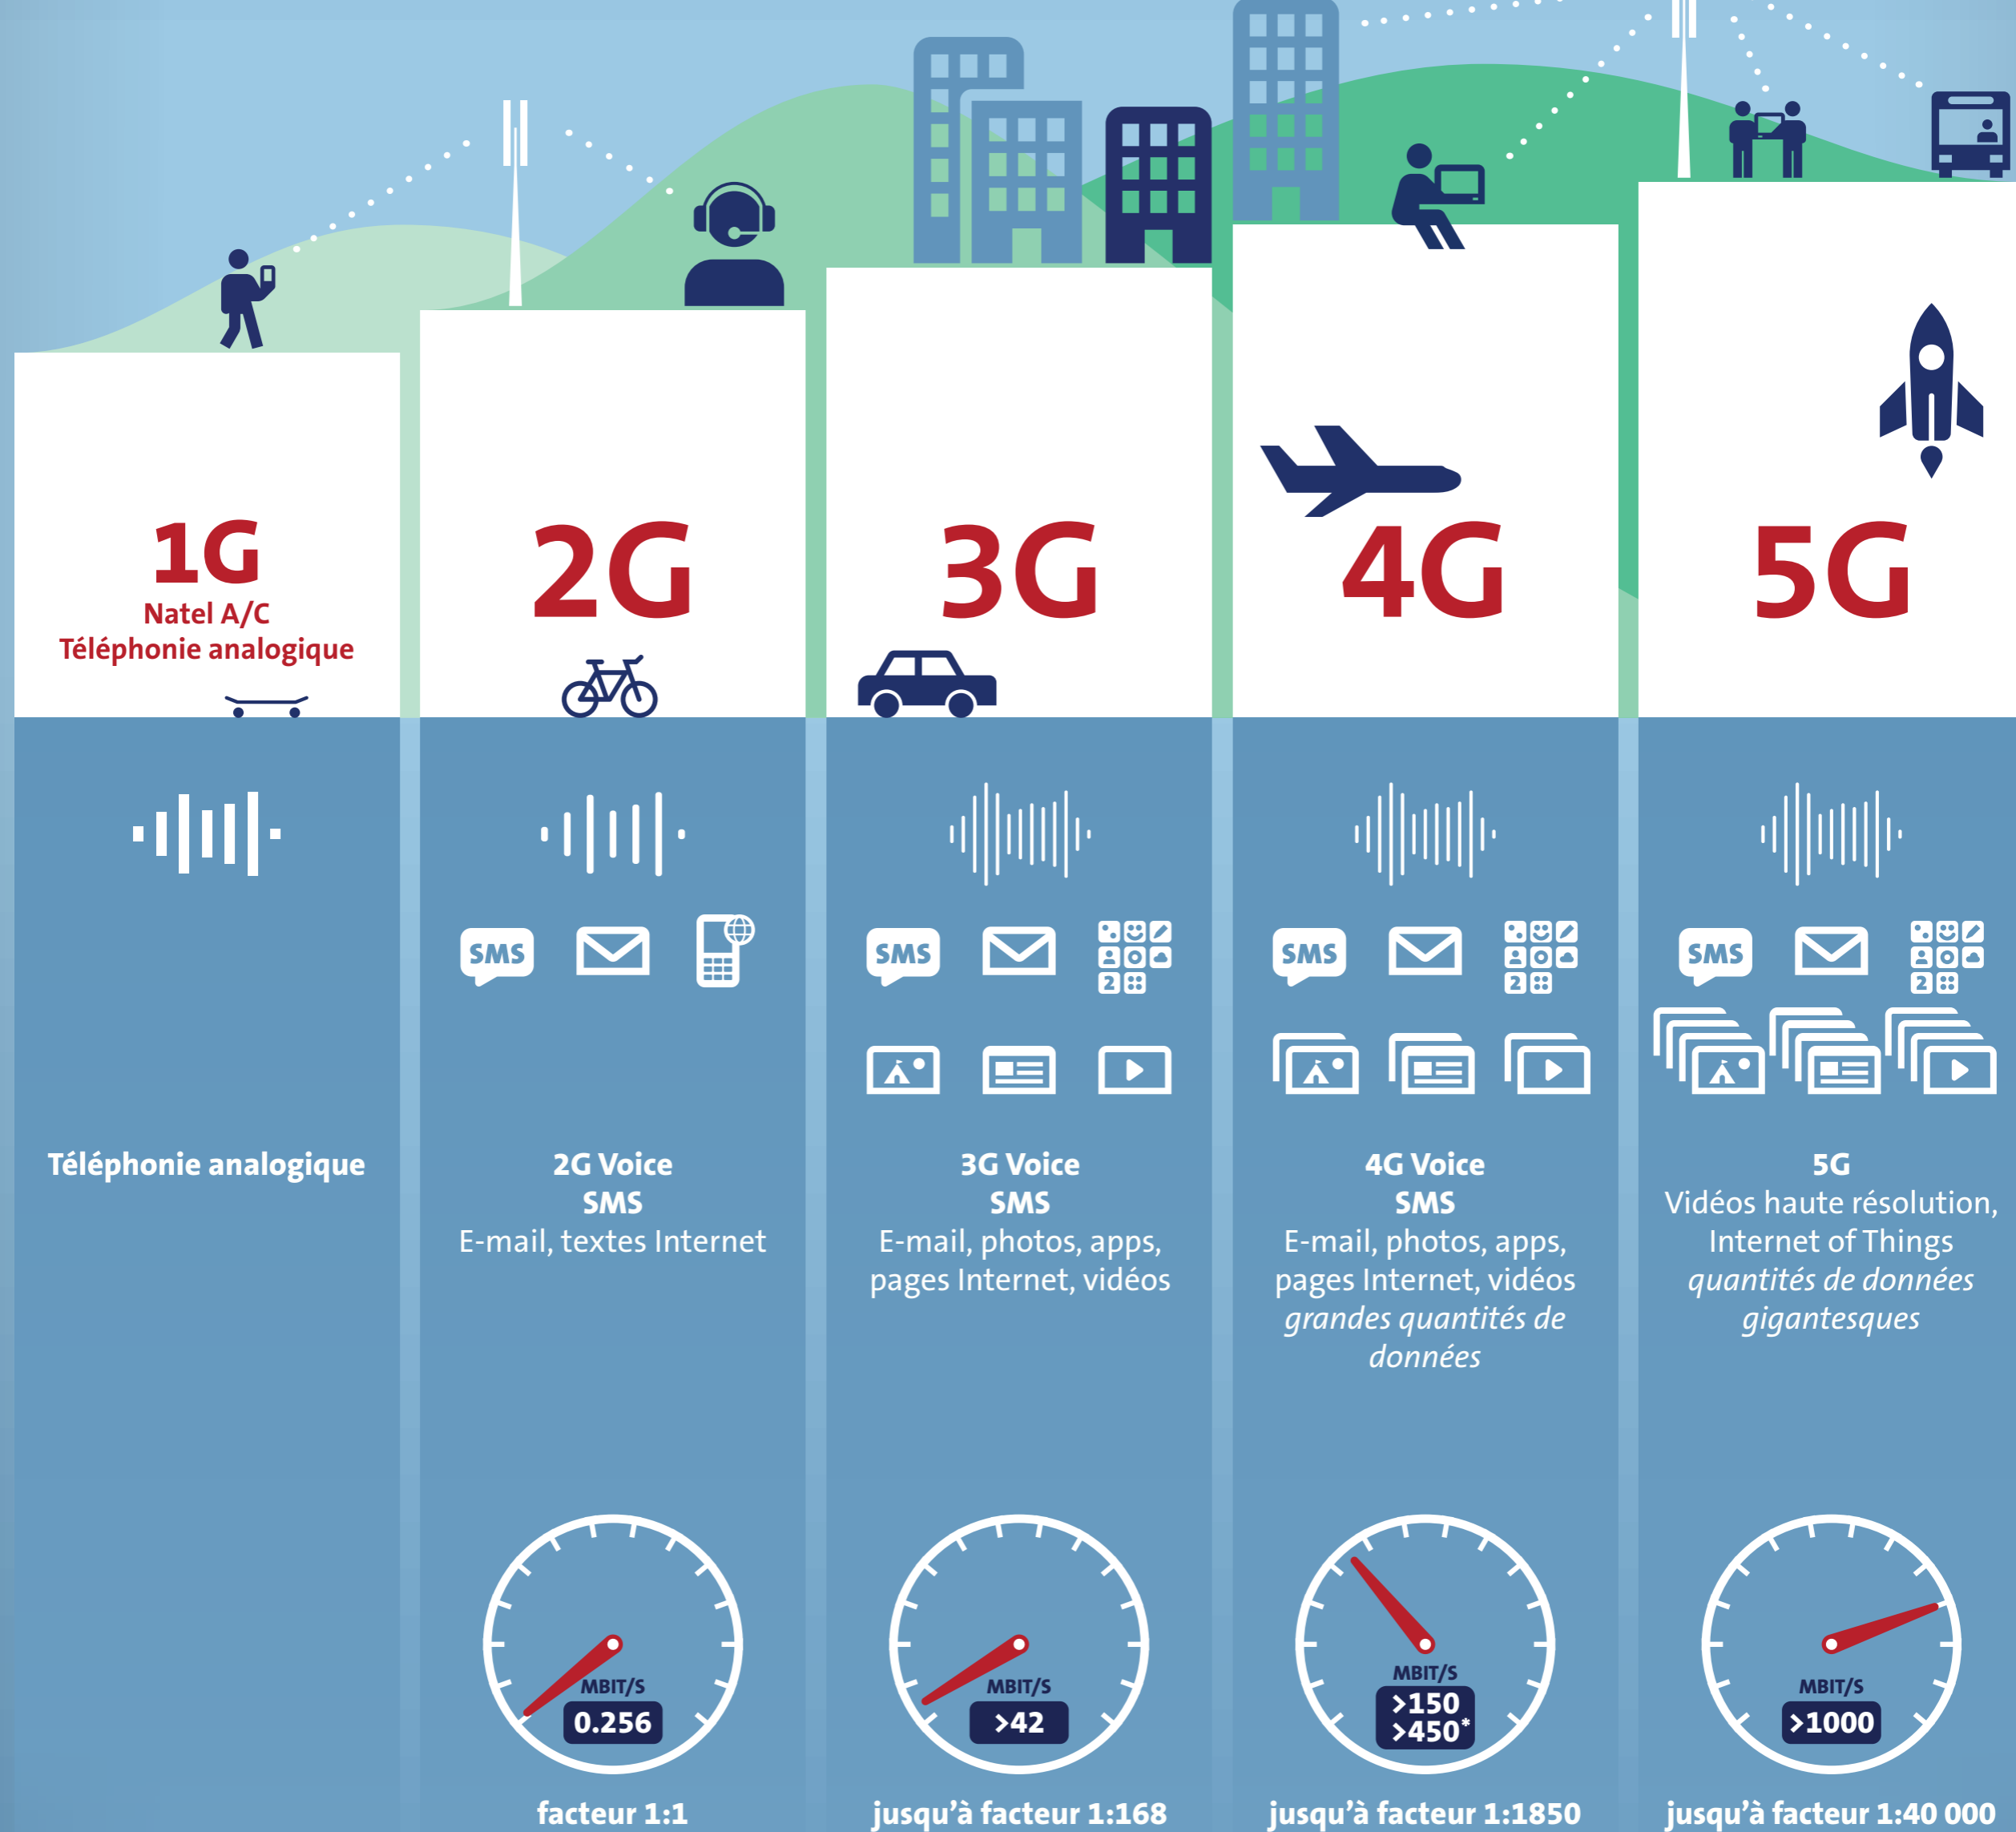 1G
Natel A/C
Téléphonie analogique
2G
3G
4G
5G
SMS
SMS
2
SMS
2
SMS
2
Téléphonie analogique
2G Voice
SMS
E-mail, textes Internet
3G Voice
SMS
E-mail, photos, apps,
pages Internet, vidéos
4G Voice
SMS
E-mail, photos, apps,
pages Internet, vidéos
grandes quantités de
données
5G
Vidéos haute résolution,
Internet of Things
quantités de données
gigantesques
MBIT/S
0.256
facteur 1:1
MBIT/S
>42
jusqu'à facteur 1:168
MBIT/S
>150
>450*
jusqu'à facteur 1:1850
MBIT/S
>1000
jusqu'à facteur 1:40 000